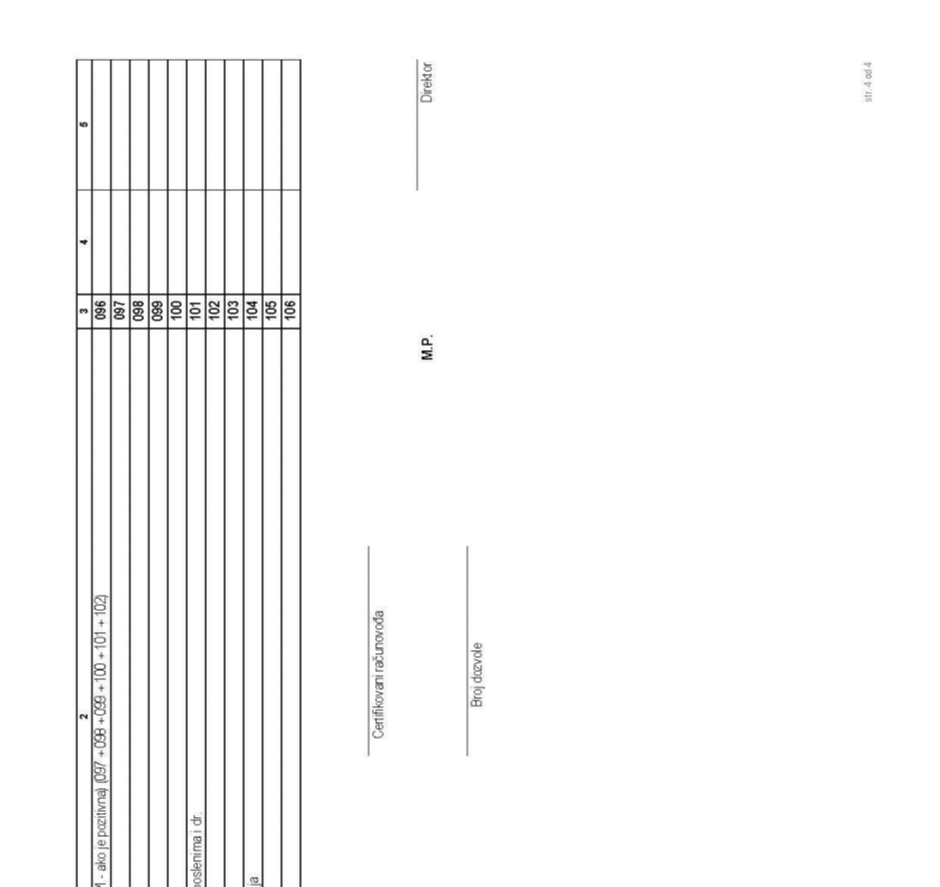 2 3 4 5
- ako je pozitivna) (097 +098 +099 +100 +101 + 102) 096
097
098
099
100
poslenima i dr. 101
102
103
ja 104
105
106
Certifikovani računovođa
M.P. Direktor
Broj dozvole
str. 4 od 4